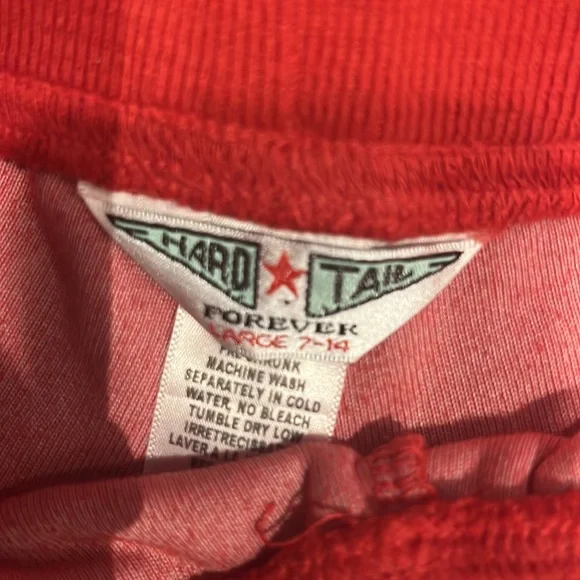 HARD TAIL
FOREVER
LARGE 7-14
MACHINE WASH
SEPARATELY IN COLD
WATER, NO BLEACH
TUMBLE DRY LOW